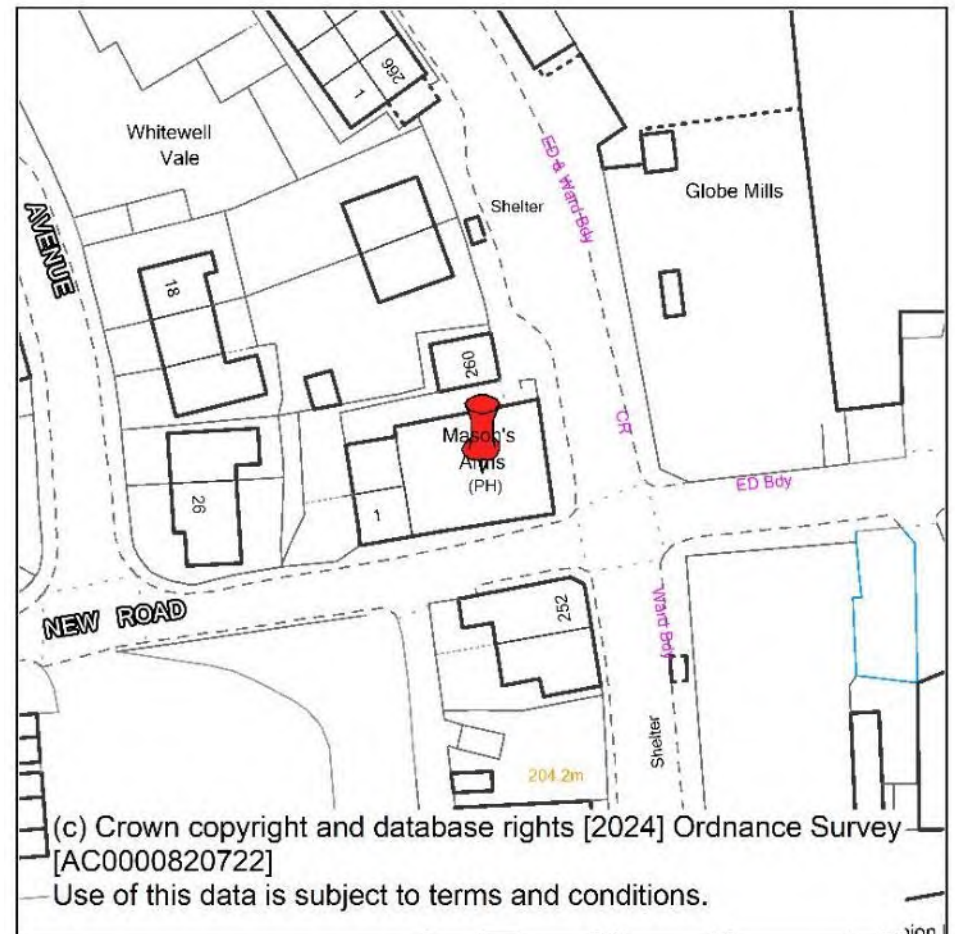 266
1
Whitewell
Vale
ED & Ward Bdy
Globe Mills
Shelter
AVENUE
18
260
CR
Mason's
Arms
(PH)
ED Bdy
26
1
NEW ROAD
252
Ward Bdy
Shelter
204.2m
(c) Crown copyright and database rights [2024] Ordnance Survey
[AC0000820722]
Use of this data is subject to terms and conditions.